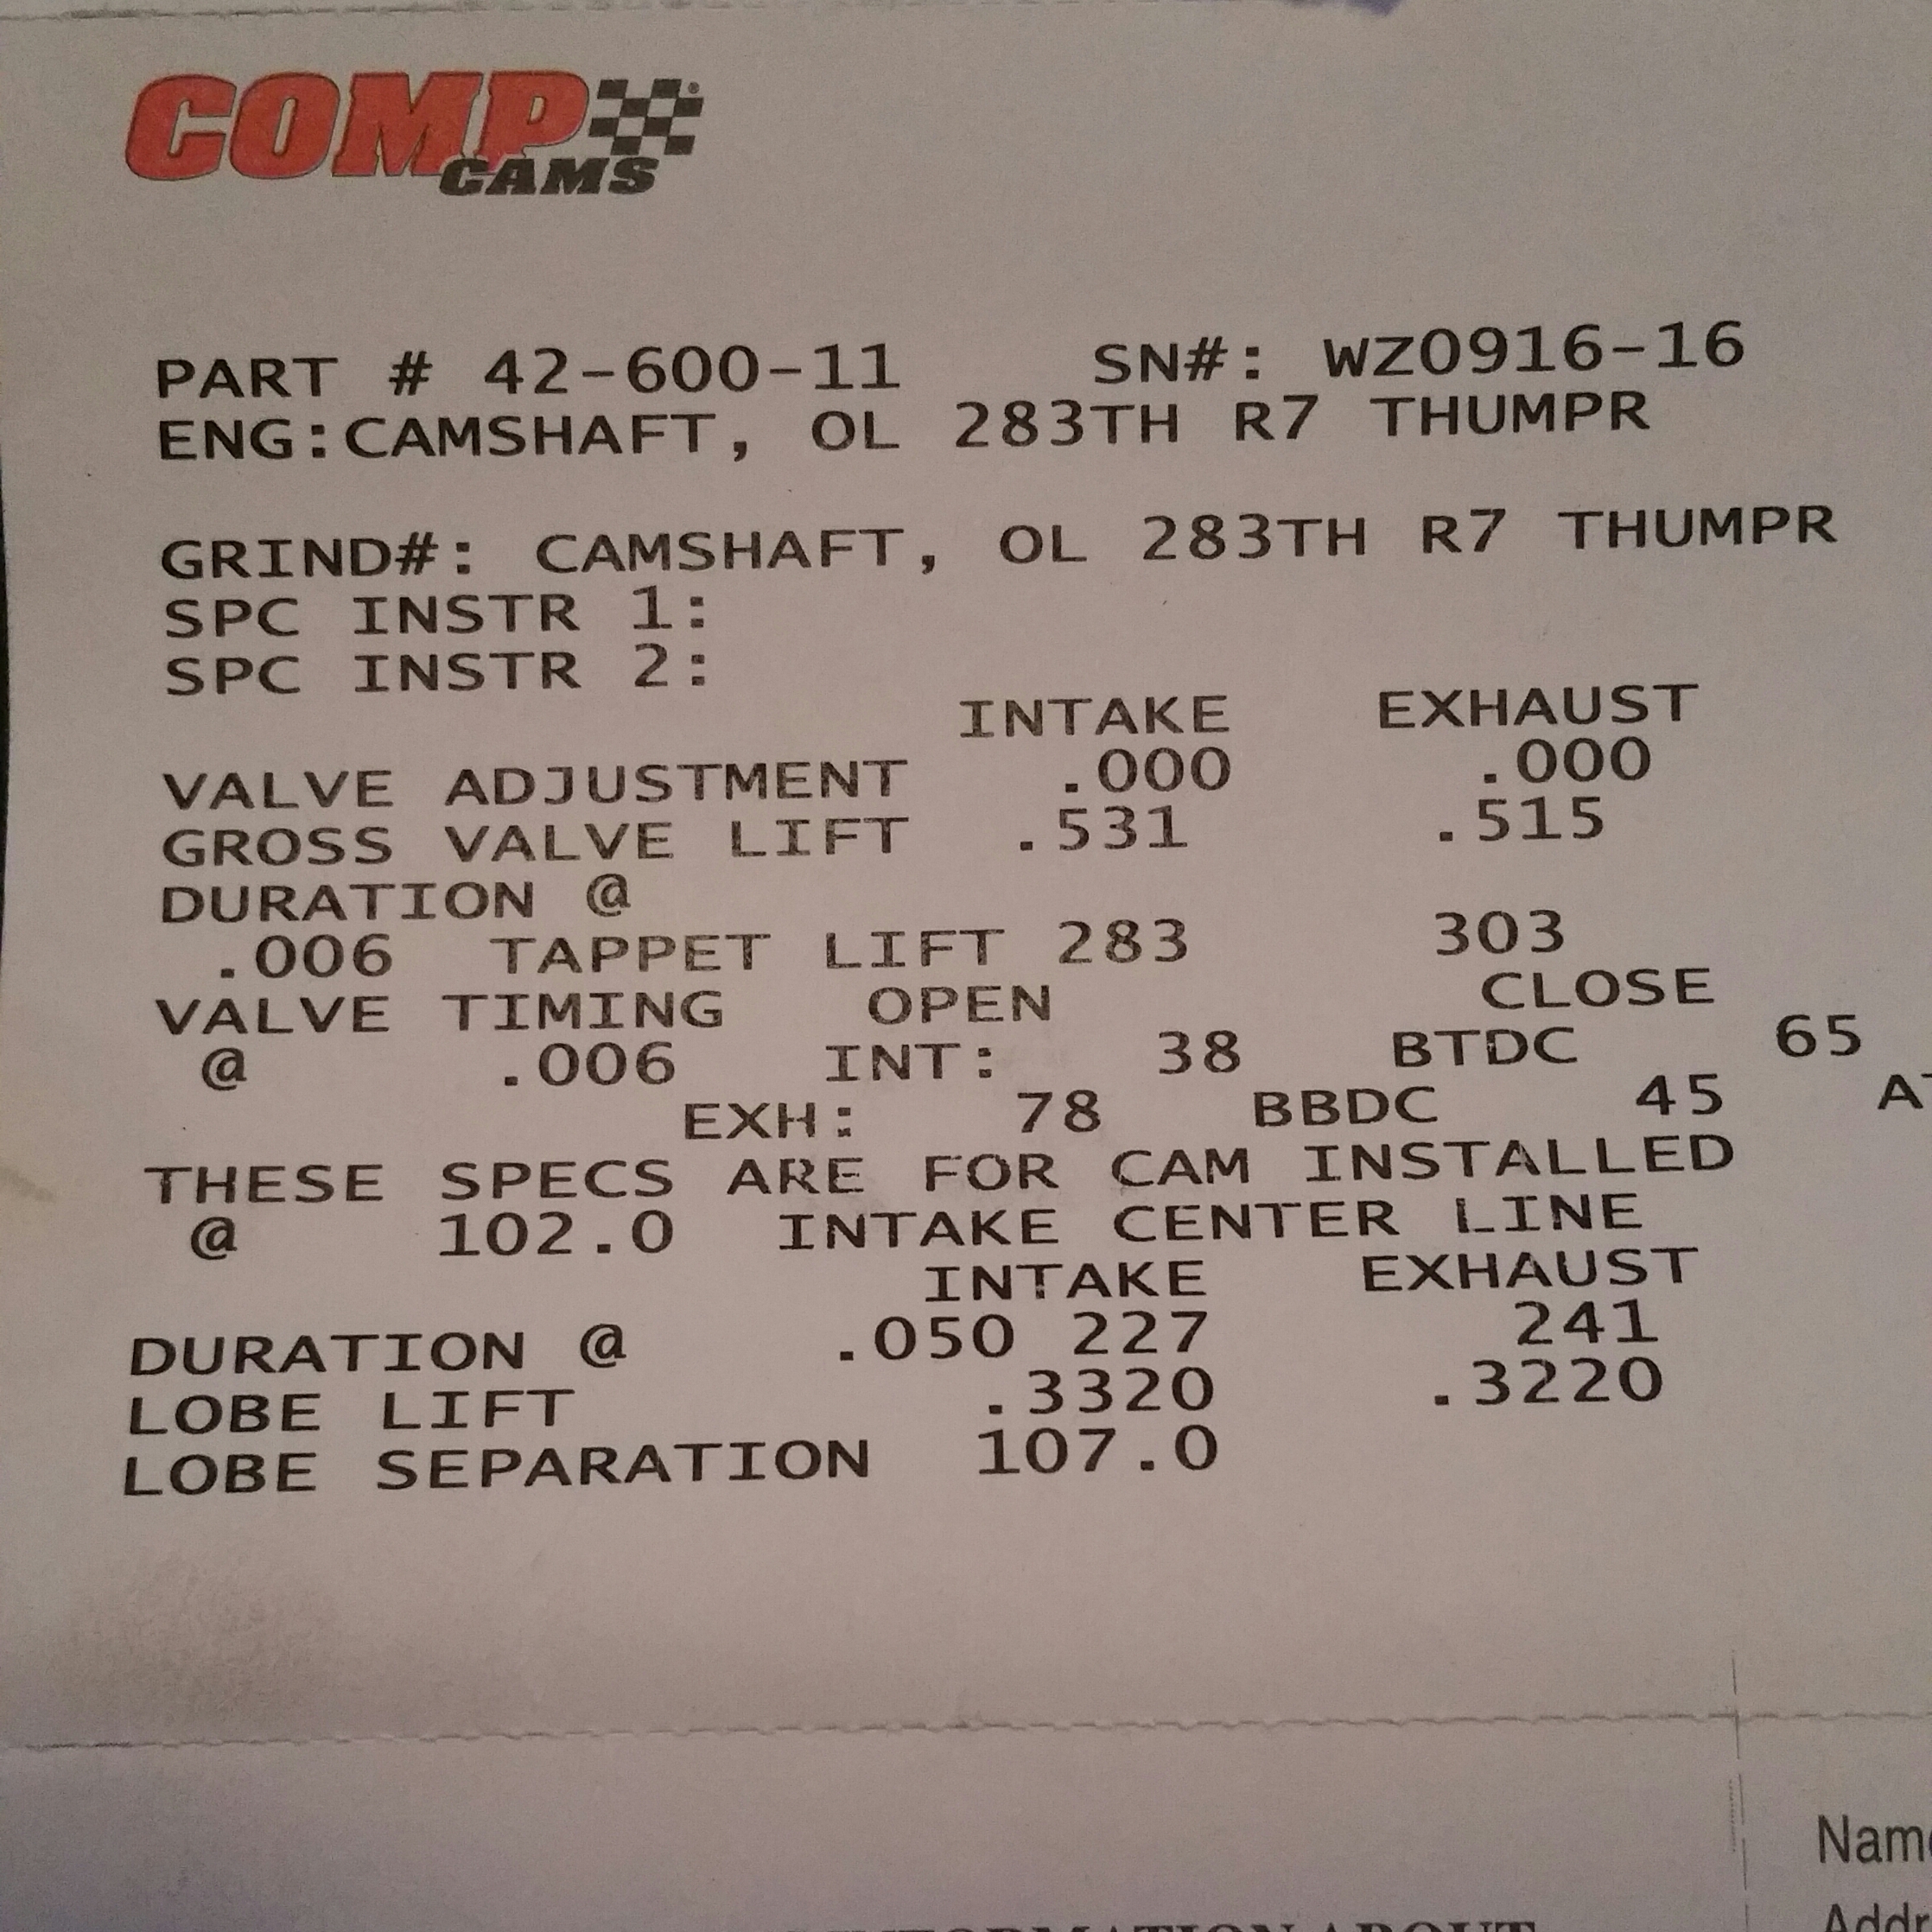 COMP
CAMS
PART # 42-600-11 SN#: WZ0916-16
ENG:CAMSHAFT, OL 283TH R7 THUMPR
GRIND#: CAMSHAFT, OL 283TH R7 THUMPR
SPC INSTR 1:
SPC INSTR 2:
INTAKE EXHAUST
VALVE ADJUSTMENT .000 .000
GROSS VALVE LIFT .531 .515
DURATION @
.006 TAPPET LIFT 283 303
VALVE TIMING OPEN CLOSE
@ .006 INT: 38 BTDC 65
EXH: 78 BBDC 45
THESE SPECS ARE FOR CAM INSTALLED
@ 102.0 INTAKE CENTER LINE
INTAKE EXHAUST
DURATION @ .050 227 241
LOBE LIFT .3320 .3220
LOBE SEPARATION 107.0